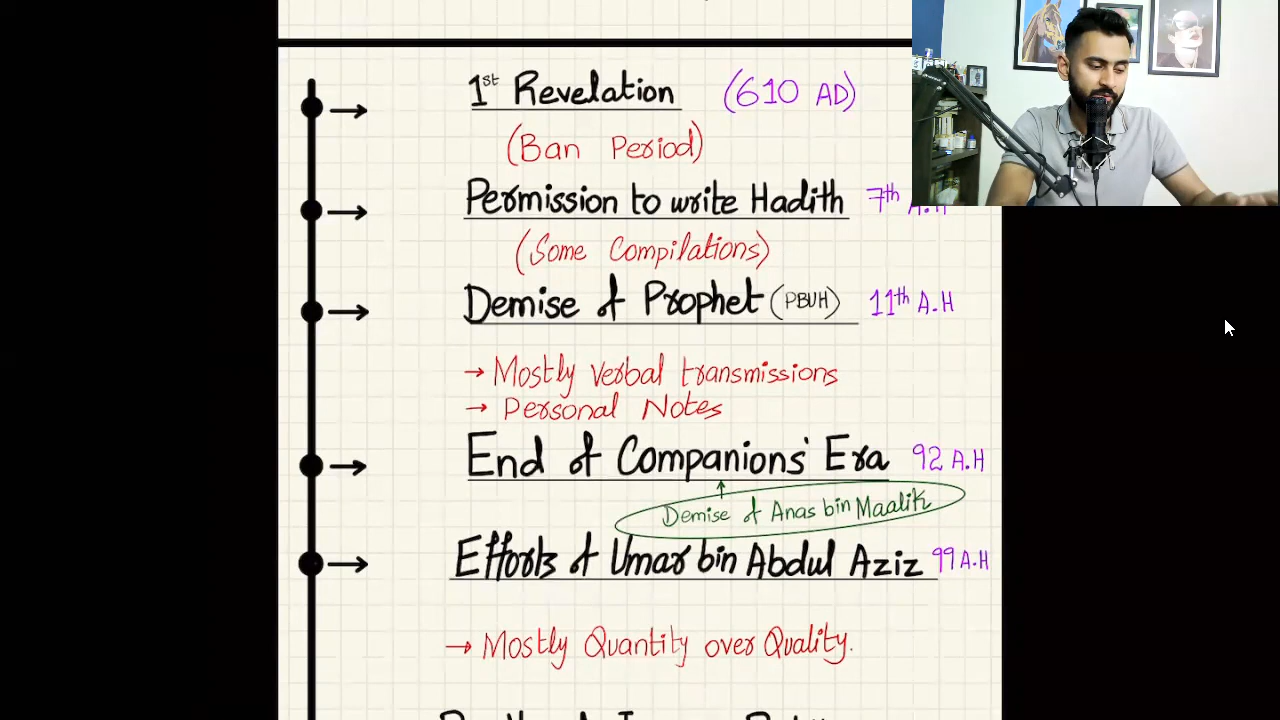 1st Revelation (610 AD)
(Ban Period)
Permission to write Hadith 7th A.H
(Some Compilations)
Demise of Prophet (PBUH) 11th A.H
→ Mostly verbal transmissions
→ Personal Notes
End of Companions' Era 92 A.H
Demise of Anas bin Maalik
Efforts of Umar bin Abdul Aziz 99 A.H
→ Mostly Quantity over Quality.